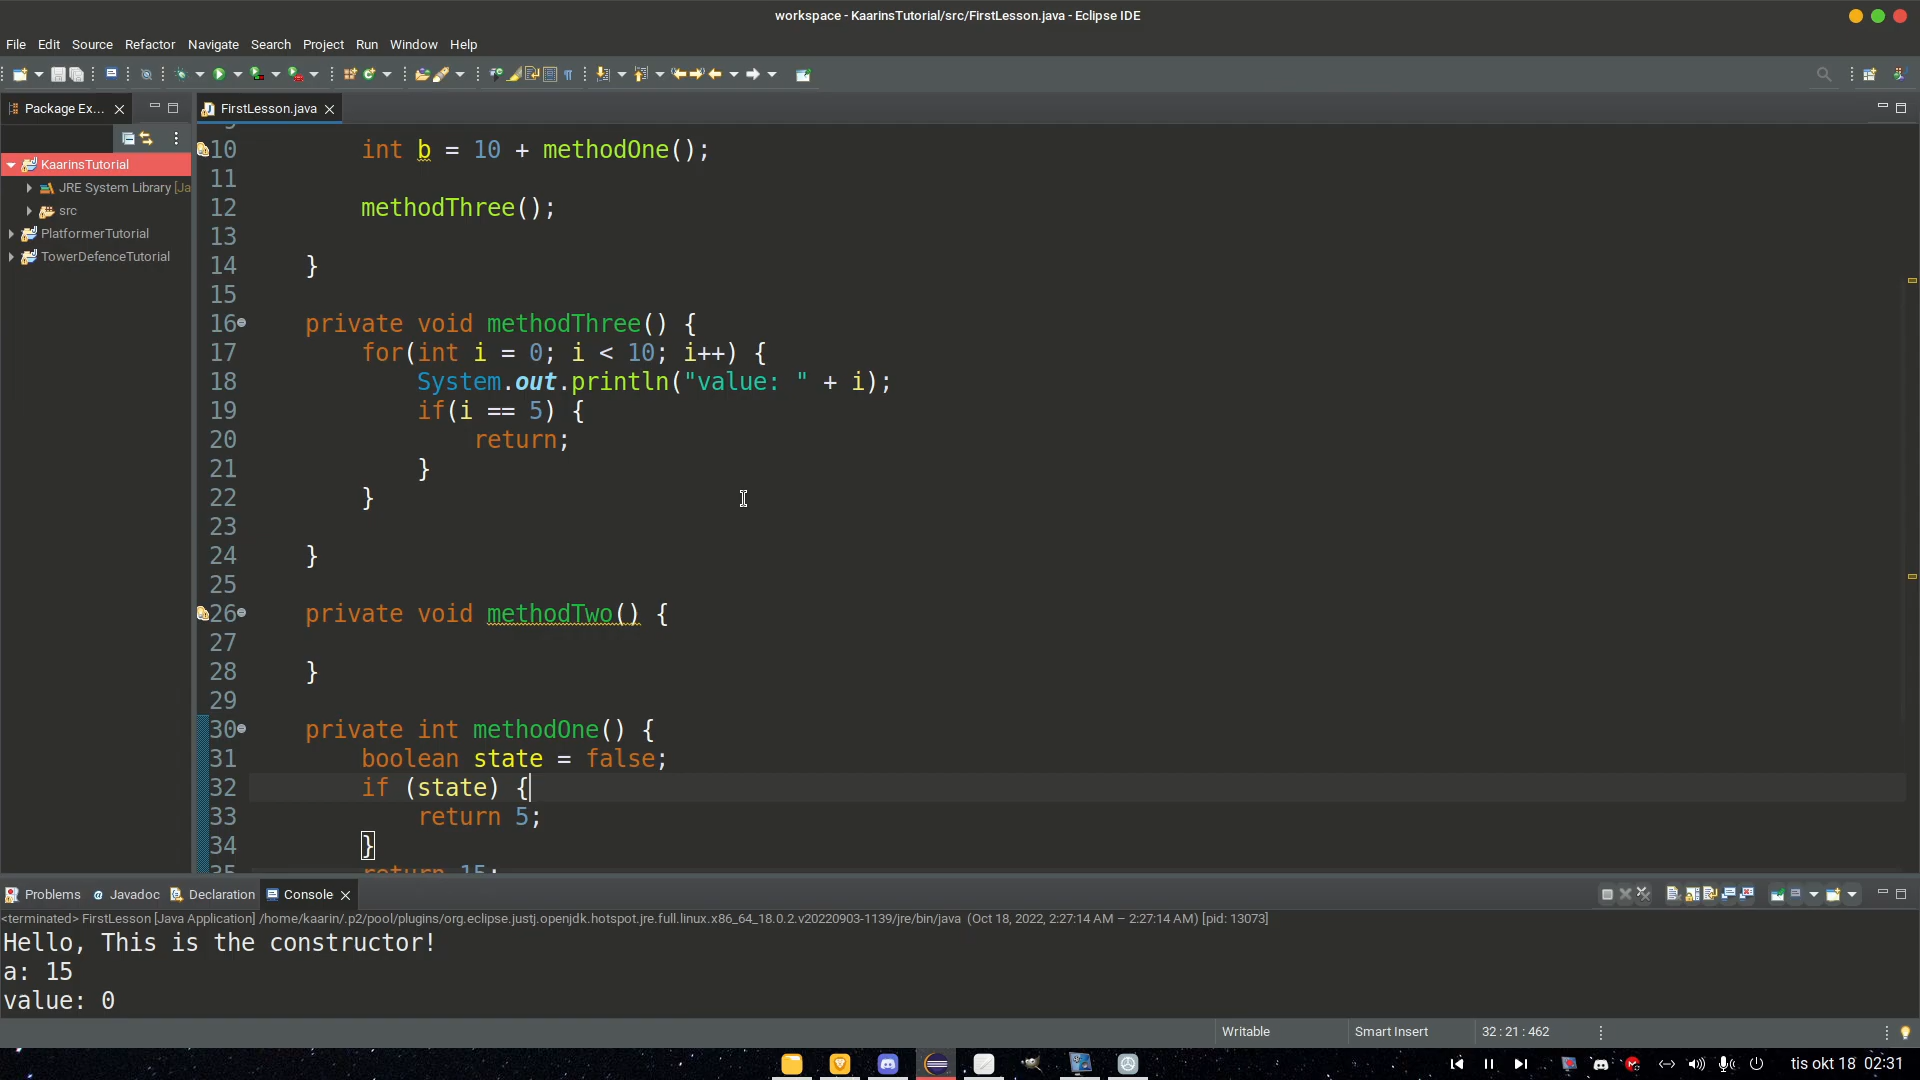 workspace - KaarinsTutorial/src/FirstLesson.java - Eclipse IDE
File Edit Source Refactor Navigate Search Project Run Window Help
Package Ex...
FirstLesson.java
KaarinsTutorial
JRE System Library [Ja
src
PlatformerTutorial
TowerDefenceTutorial
10 int b = 10 + methodOne();
11
12 methodThree();
13
14 }
15
16 private void methodThree() {
17 for(int i = 0; i < 10; i++) {
18 System.out.println("value: " + i);
19 if(i == 5) {
20 return;
21 }
22 }
23
24 }
25
26 private void methodTwo() {
27
28 }
29
30 private int methodOne() {
31 boolean state = false;
32 if (state) {
33 return 5;
34 }
35 return 15;
Problems Javadoc Declaration Console
<terminated> FirstLesson [Java Application] /home/kaarin/.p2/pool/plugins/org.eclipse.justj.openjdk.hotspot.jre.full.linux.x86_64_18.0.2.v20220903-1139/jre/bin/java (Oct 18, 2022, 2:27:14 AM – 2:27:14 AM) [pid: 13073]
Hello, This is the constructor!
a: 15
value: 0
Writable Smart Insert 32 : 21 : 462
tis okt 18 02:31